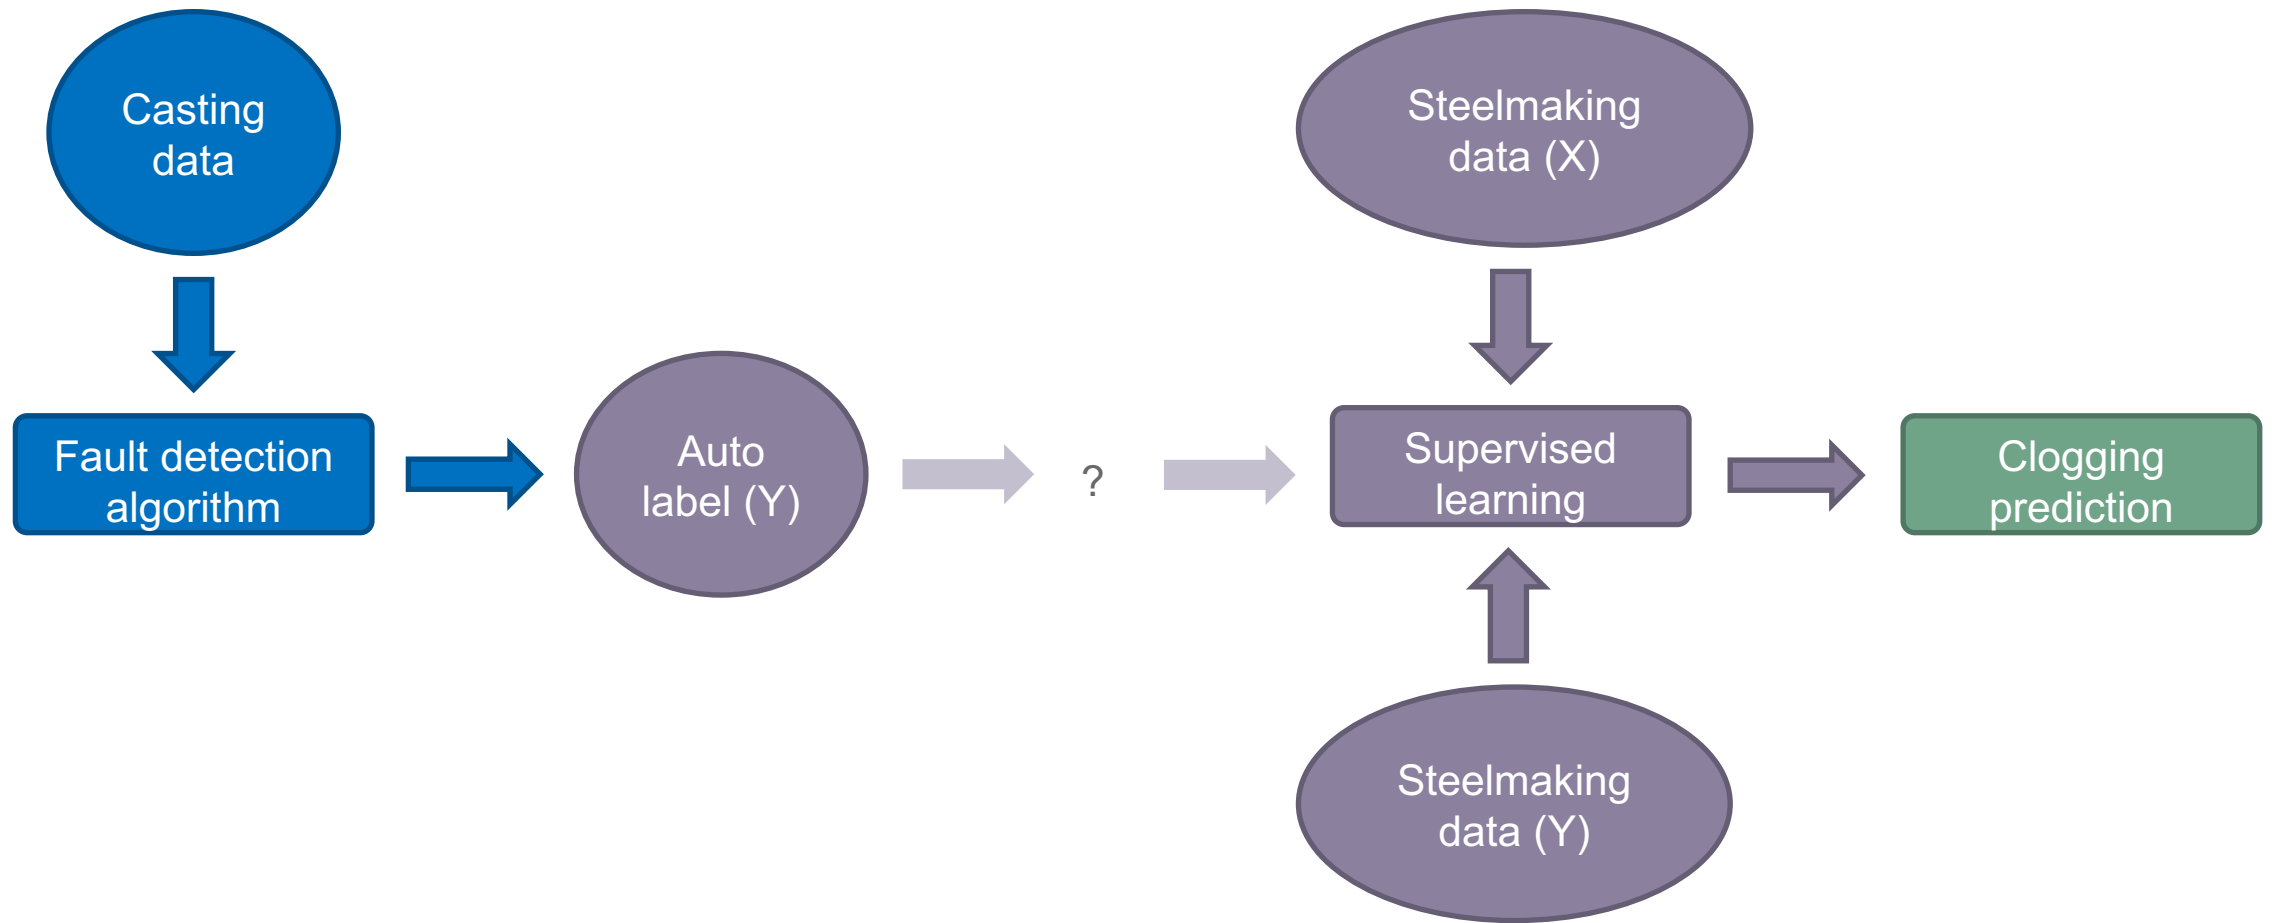 Casting
data
Steelmaking
data (X)
Fault detection
algorithm
Auto
label (Y)
?
Supervised
learning
Clogging
prediction
Steelmaking
data (Y)